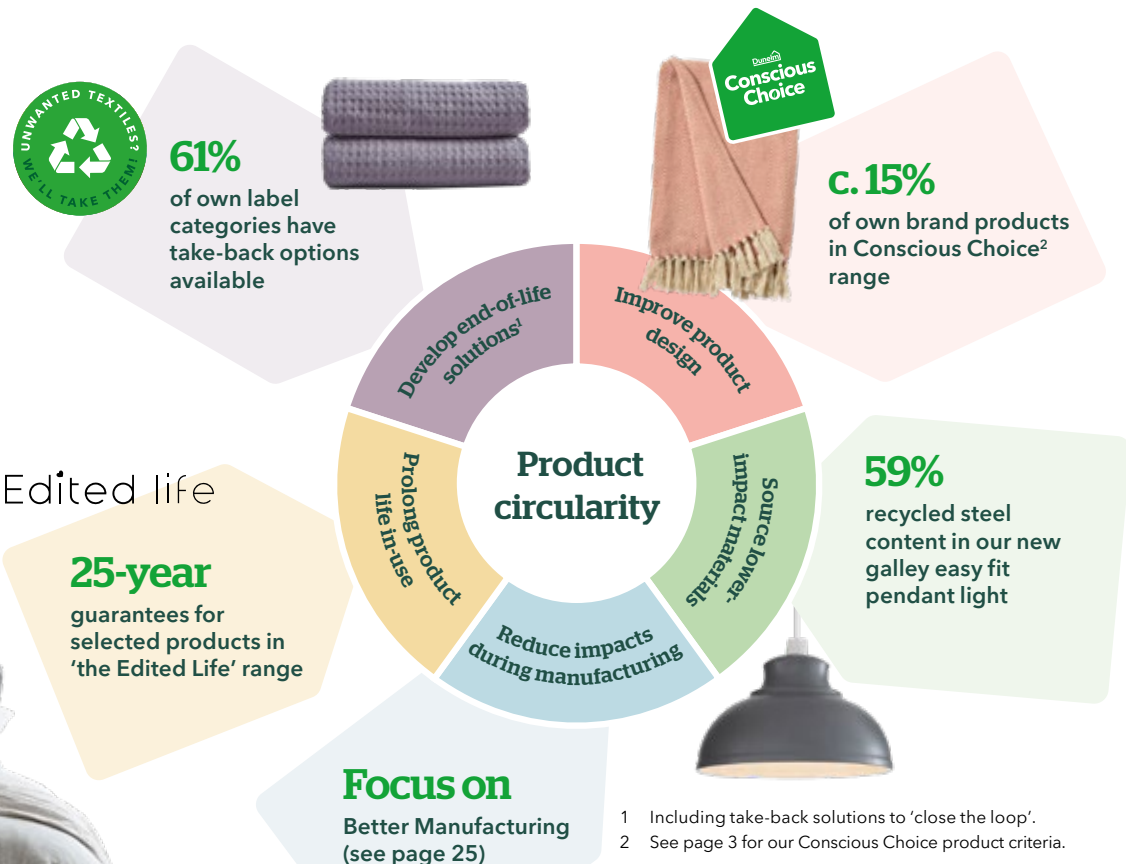 UNWANTED TEXTILES?
WE'LL TAKE THEM!
61%
of own label
categories have
take-back options
available
Dunelm
Conscious
Choice
c. 15%
of own brand products
in Conscious Choice²
range
Develop end-of-life
solutions¹
Improve product
design
Product
circularity
Prolong product
life in-use
Source lower-
impact materials
Reduce impacts
during manufacturing
59%
recycled steel
content in our new
galley easy fit
pendant light
Edited life
25-year
guarantees for
selected products in
‘the Edited Life’ range
Focus on
Better Manufacturing
(see page 25)
1 Including take-back solutions to ‘close the loop’.
2 See page 3 for our Conscious Choice product criteria.